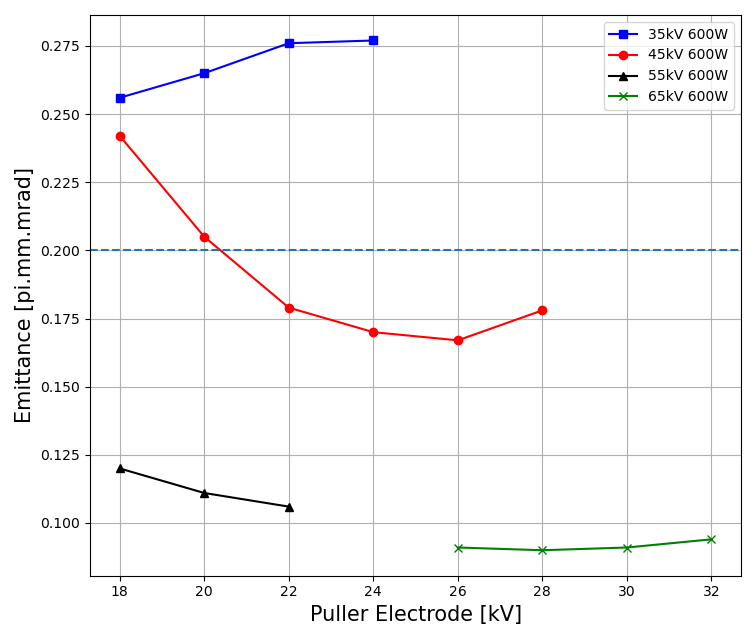 35kV 600W
45kV 600W
55kV 600W
65kV 600W
0.275
0.250
0.225
0.200
0.175
0.150
0.125
0.100
Emittance [pi.mm.mrad]
18 20 22 24 26 28 30 32
Puller Electrode [kV]